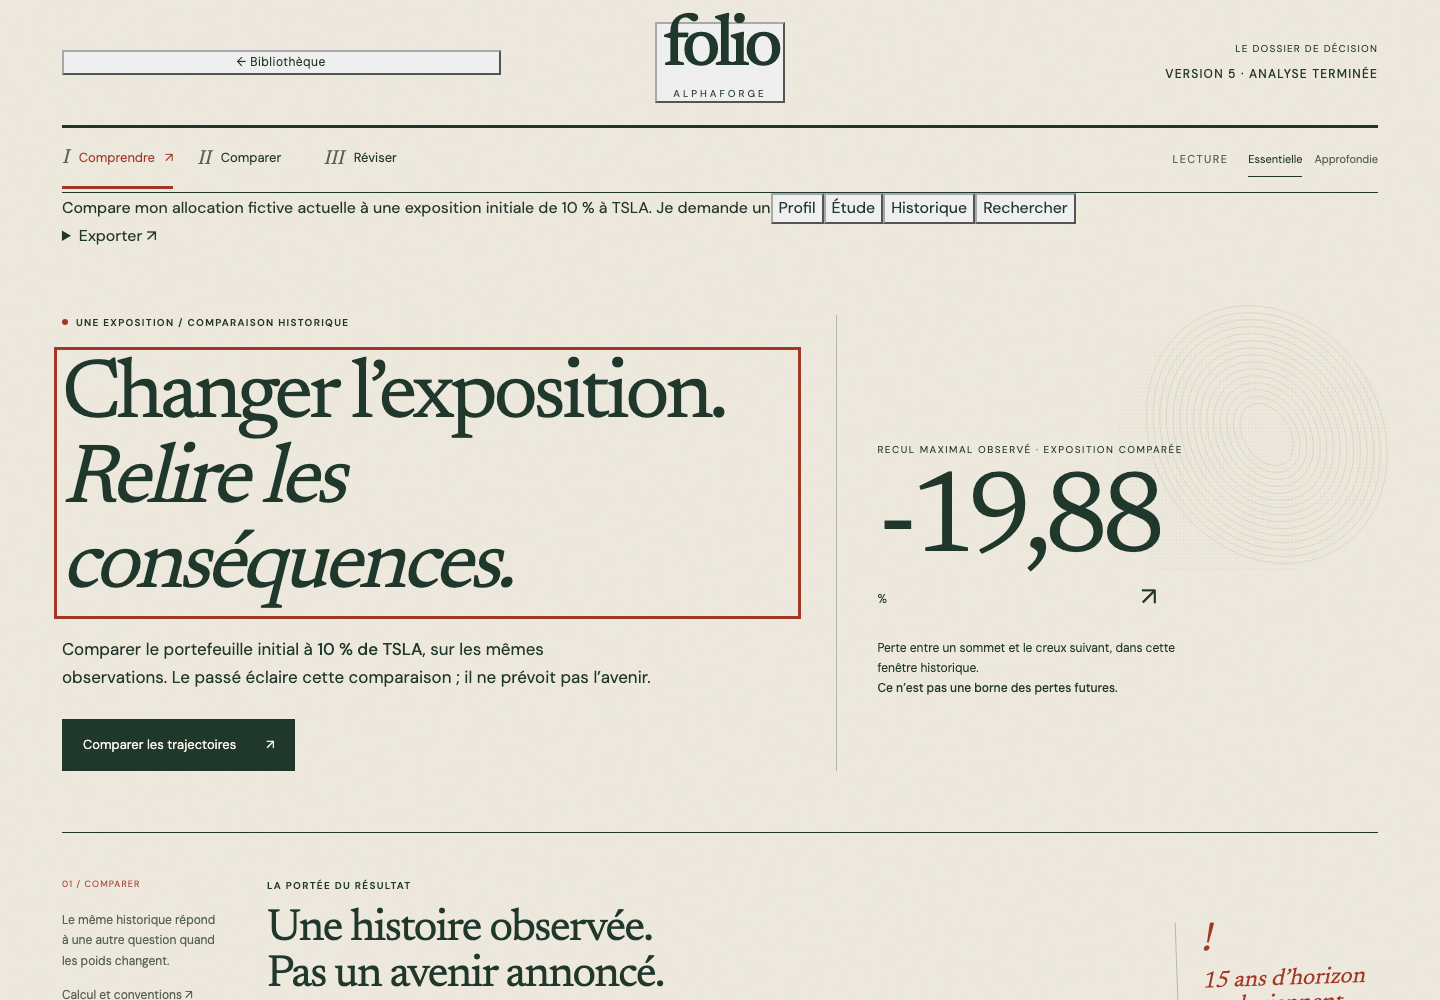 ← Bibliothèque
folio
ALPHAFORGE
LE DOSSIER DE DÉCISION
VERSION 5 · ANALYSE TERMINÉE
I Comprendre ↗
II Comparer
III Réviser
LECTURE Essentielle Approfondie
Compare mon allocation fictive actuelle à une exposition initiale de 10 % à TSLA. Je demande un Profil Étude Historique Rechercher
▶ Exporter ↗
UNE EXPOSITION / COMPARAISON HISTORIQUE
Changer l’exposition.
Relire les
conséquences.
Comparer le portefeuille initial à 10 % de TSLA, sur les mêmes
observations. Le passé éclaire cette comparaison ; il ne prévoit pas l’avenir.
Comparer les trajectoires ↗
RECUL MAXIMAL OBSERVÉ · EXPOSITION COMPARÉE
-19,88
% ↗
Perte entre un sommet et le creux suivant, dans cette
fenêtre historique.
Ce n’est pas une borne des pertes futures.
01 / COMPARER
Le même historique répond
à une autre question quand
les poids changent.
Calcul et conventions ↗
LA PORTÉE DU RÉSULTAT
Une histoire observée.
Pas un avenir annoncé.
!
15 ans d’horizon